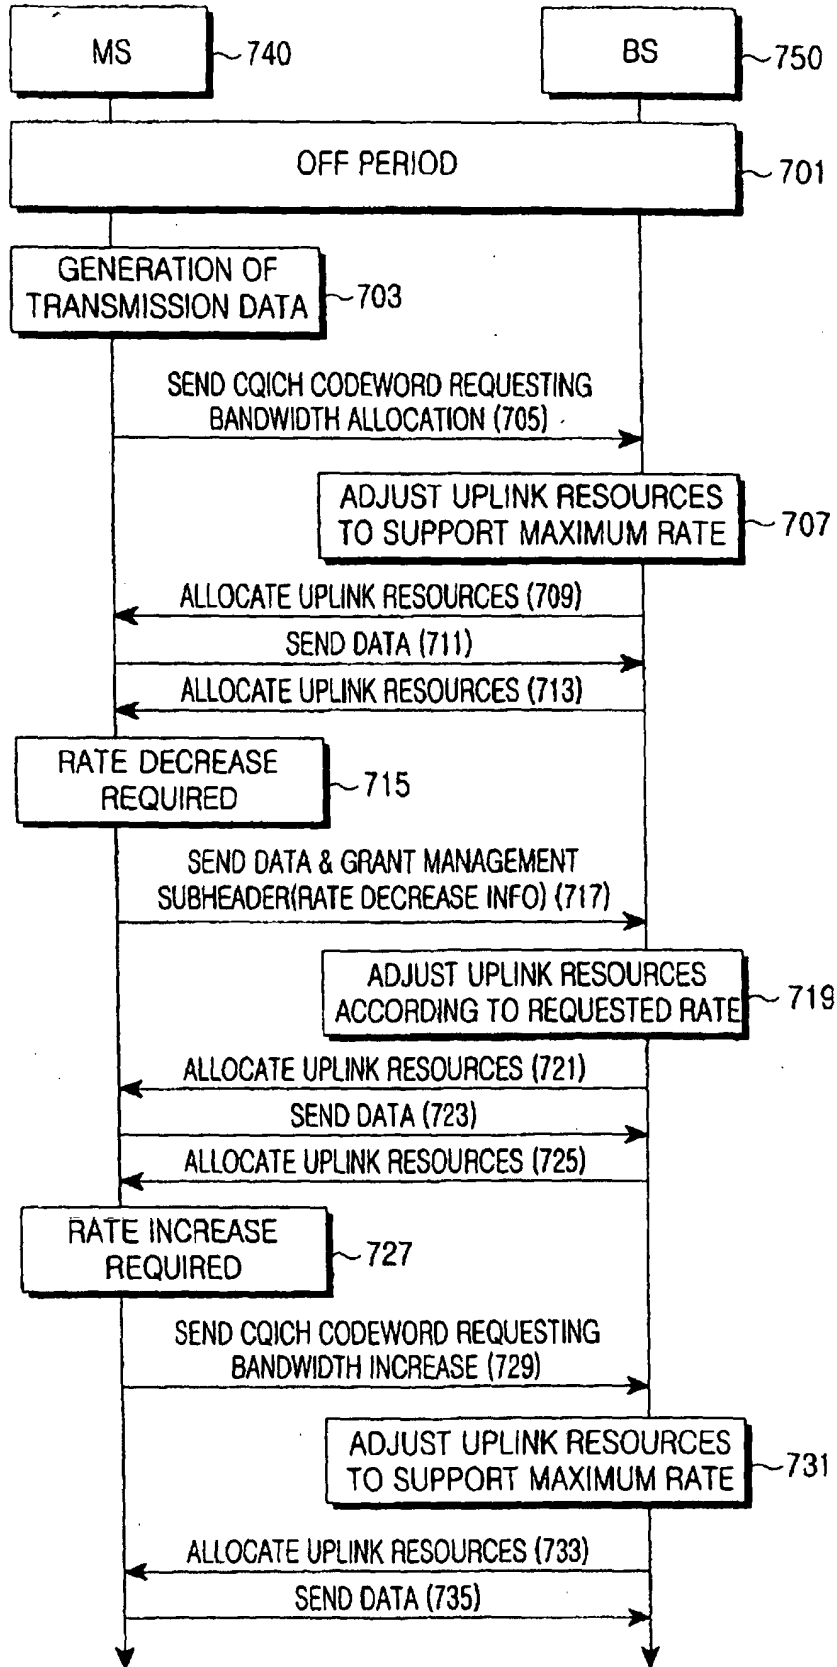 MS
740
BS
750
OFF PERIOD
701
GENERATION OF
TRANSMISSION DATA
703
SEND CQICH CODEWORD REQUESTING
BANDWIDTH ALLOCATION (705)
ADJUST UPLINK RESOURCES
TO SUPPORT MAXIMUM RATE
707
ALLOCATE UPLINK RESOURCES (709)
SEND DATA (711)
ALLOCATE UPLINK RESOURCES (713)
RATE DECREASE
REQUIRED
715
SEND DATA & GRANT MANAGEMENT
SUBHEADER(RATE DECREASE INFO) (717)
ADJUST UPLINK RESOURCES
ACCORDING TO REQUESTED RATE
719
ALLOCATE UPLINK RESOURCES (721)
SEND DATA (723)
ALLOCATE UPLINK RESOURCES (725)
RATE INCREASE
REQUIRED
727
SEND CQICH CODEWORD REQUESTING
BANDWIDTH INCREASE (729)
ADJUST UPLINK RESOURCES
TO SUPPORT MAXIMUM RATE
731
ALLOCATE UPLINK RESOURCES (733)
SEND DATA (735)